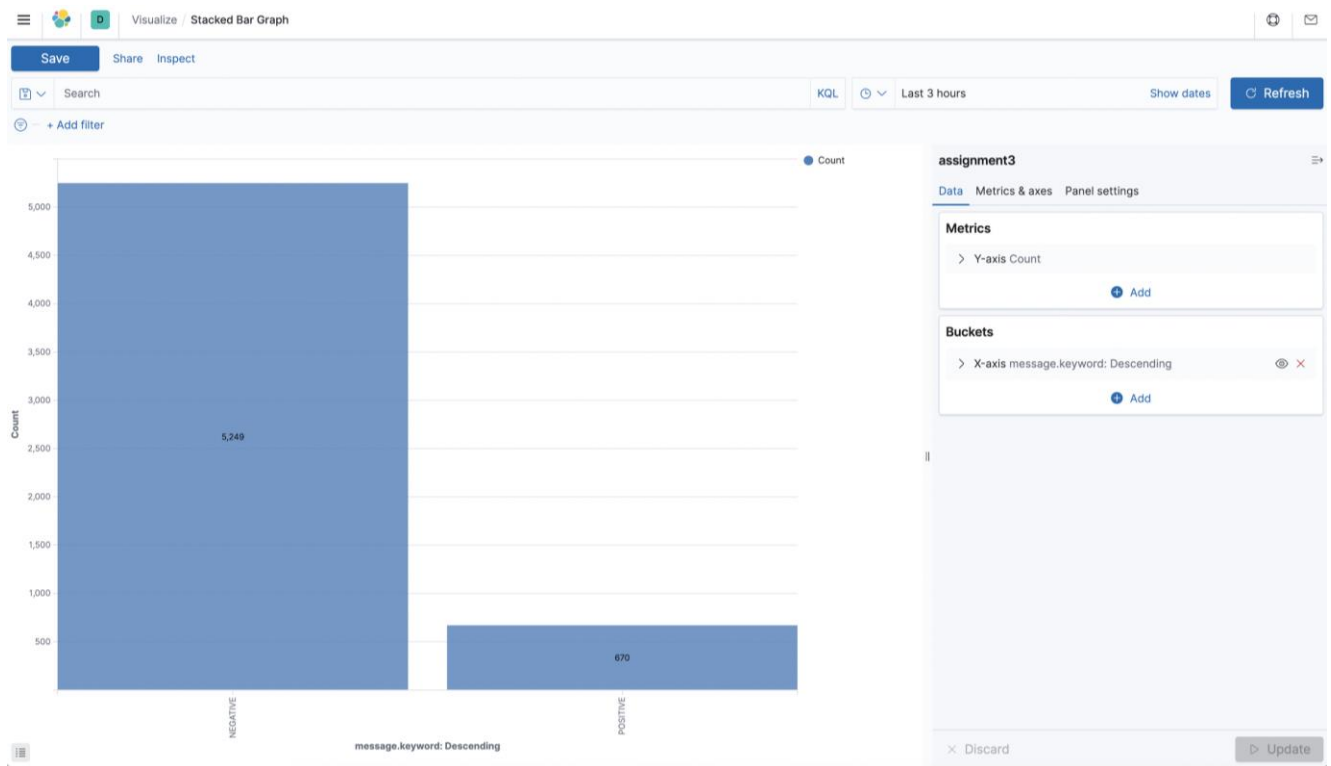 D Visualize / Stacked Bar Graph
Save Share Inspect
Search KQL Last 3 hours Show dates Refresh
+ Add filter
Count
5,000
4,500
4,000
3,500
3,000
2,500
2,000
1,500
1,000
500
Count
5,249
670
NEGATIVE
POSITIVE
message.keyword: Descending
assignment3
Data Metrics & axes Panel settings
Metrics
Y-axis Count
Add
Buckets
X-axis message.keyword: Descending
Add
Discard Update